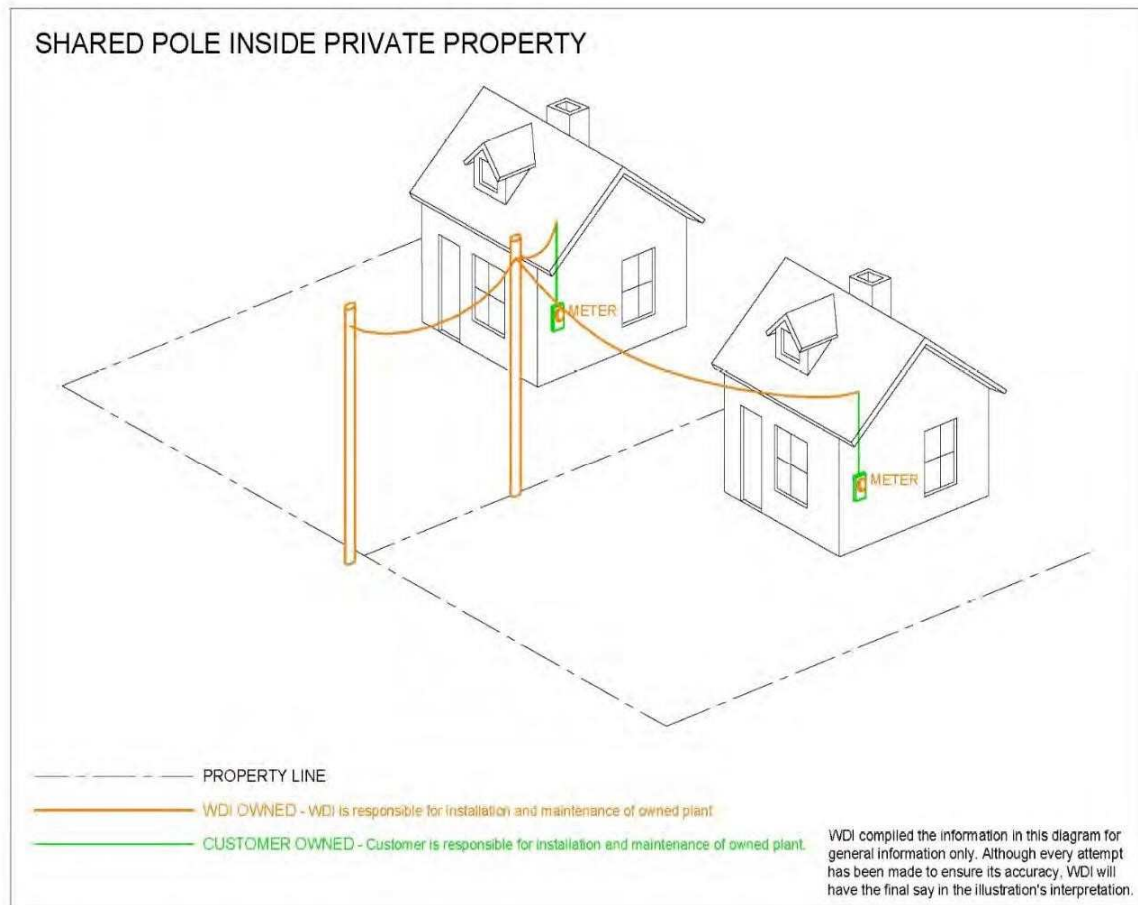 SHARED POLE INSIDE PRIVATE PROPERTY
METER
METER
PROPERTY LINE
WDI OWNED - WDI is responsible for installation and maintenance of owned plant
CUSTOMER OWNED - Customer is responsible for installation and maintenance of owned plant.
WDI compiled the information in this diagram for
general information only. Although every attempt
has been made to ensure its accuracy, WDI will
have the final say in the illustration's interpretation.